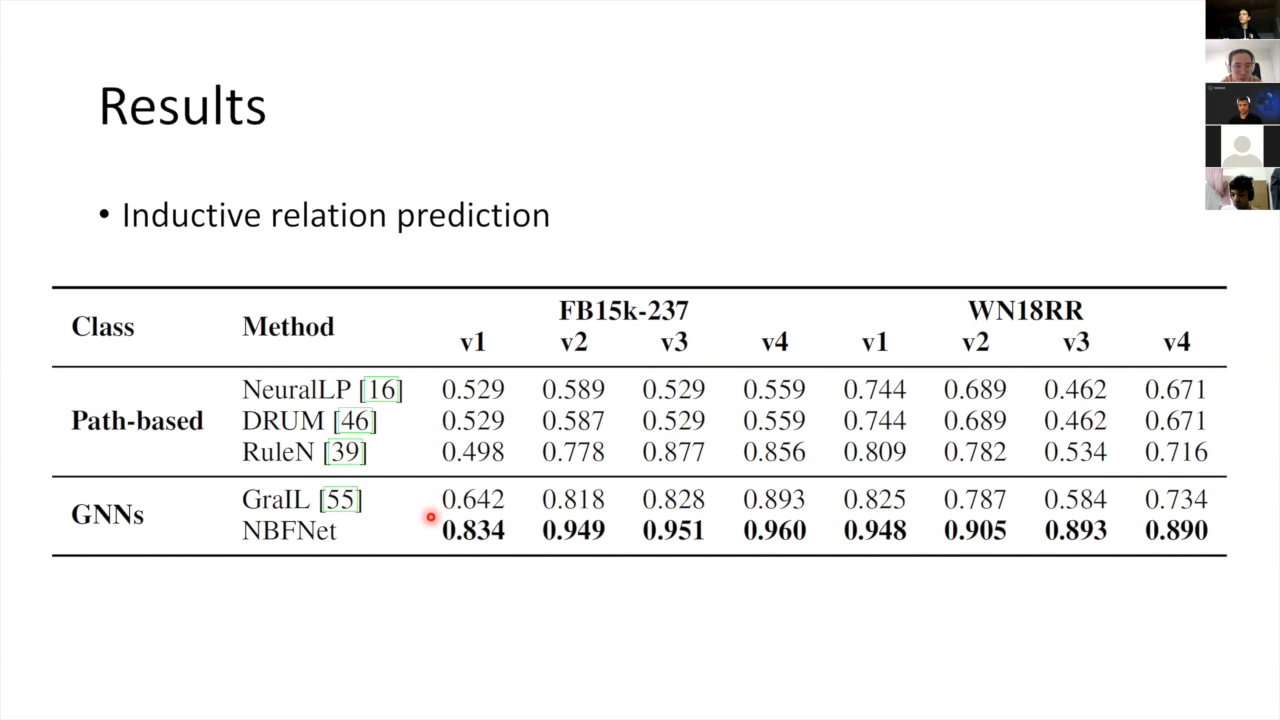 Results
• Inductive relation prediction
Class Method FB15k-237 WN18RR
v1 v2 v3 v4 v1 v2 v3 v4
Path-based
NeuralLP [16] 0.529 0.589 0.529 0.559 0.744 0.689 0.462 0.671
DRUM [46] 0.529 0.587 0.529 0.559 0.744 0.689 0.462 0.671
RuleN [39] 0.498 0.778 0.877 0.856 0.809 0.782 0.534 0.716
GNNs
GraIL [55] 0.642 0.818 0.828 0.893 0.825 0.787 0.584 0.734
NBFNet 0.834 0.949 0.951 0.960 0.948 0.905 0.893 0.890